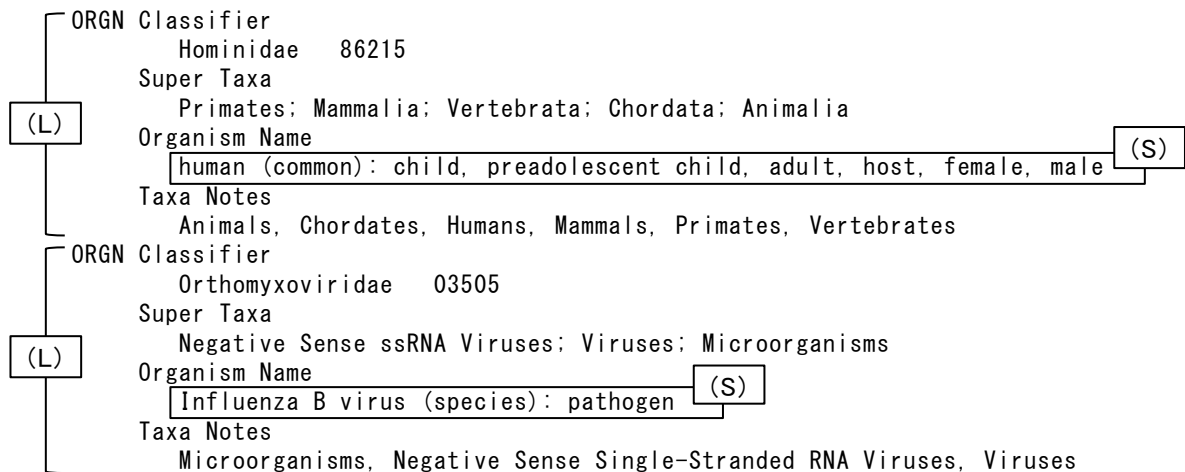 ORGN Classifier
Hominidae 86215
Super Taxa
Primates; Mammalia; Vertebrata; Chordata; Animalia
(L)
Organism Name
(S)
human (common): child, preadolescent child, adult, host, female, male
Taxa Notes
Animals, Chordates, Humans, Mammals, Primates, Vertebrates
ORGN Classifier
Orthomyxoviridae 03505
Super Taxa
Negative Sense ssRNA Viruses; Viruses; Microorganisms
(L)
Organism Name
(S)
Influenza B virus (species): pathogen
Taxa Notes
Microorganisms, Negative Sense Single-Stranded RNA Viruses, Viruses